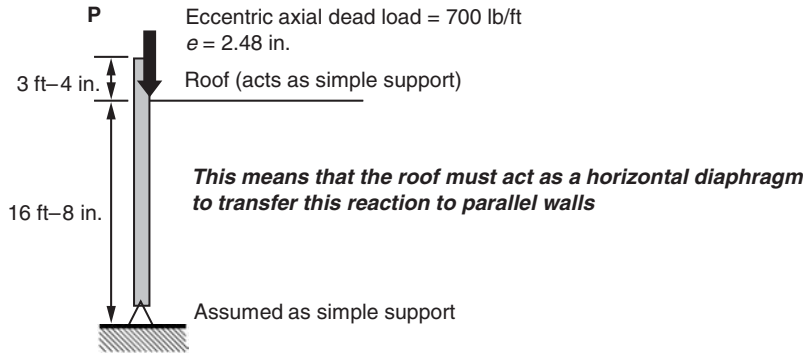 P
Eccentric axial dead load = 700 lb/ft
e = 2.48 in.
3 ft–4 in.
Roof (acts as simple support)
This means that the roof must act as a horizontal diaphragm
to transfer this reaction to parallel walls
16 ft–8 in.
Assumed as simple support